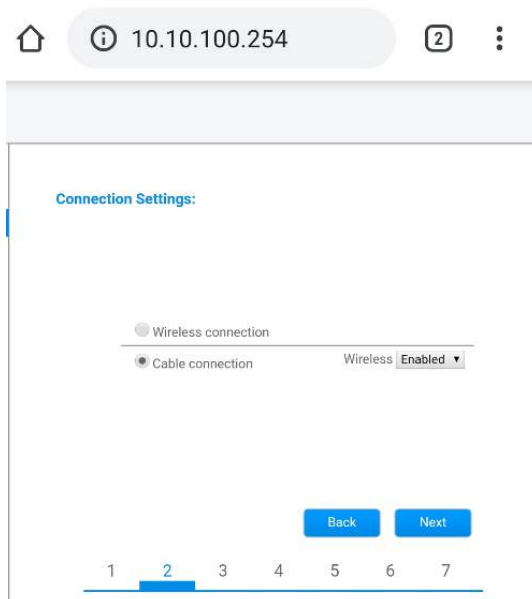 10.10.100.254 2
Connection Settings:
Wireless connection
Cable connection Wireless Enabled
Back Next
1 2 3 4 5 6 7